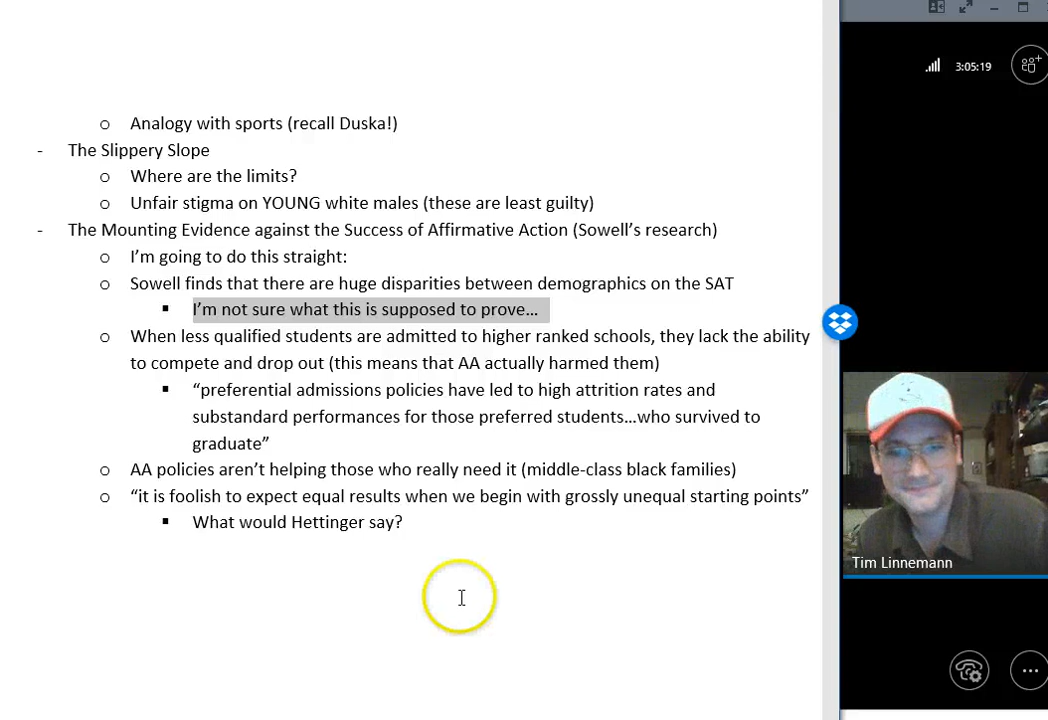 3:05:19
o Analogy with sports (recall Duska!)
- The Slippery Slope
o Where are the limits?
o Unfair stigma on YOUNG white males (these are least guilty)
- The Mounting Evidence against the Success of Affirmative Action (Sowell’s research)
o I’m going to do this straight:
o Sowell finds that there are huge disparities between demographics on the SAT
▪ I’m not sure what this is supposed to prove…
o When less qualified students are admitted to higher ranked schools, they lack the ability
to compete and drop out (this means that AA actually harmed them)
▪ “preferential admissions policies have led to high attrition rates and
substandard performances for those preferred students…who survived to
graduate”
o AA policies aren’t helping those who really need it (middle-class black families)
o “it is foolish to expect equal results when we begin with grossly unequal starting points”
▪ What would Hettinger say?
Tim Linnemann